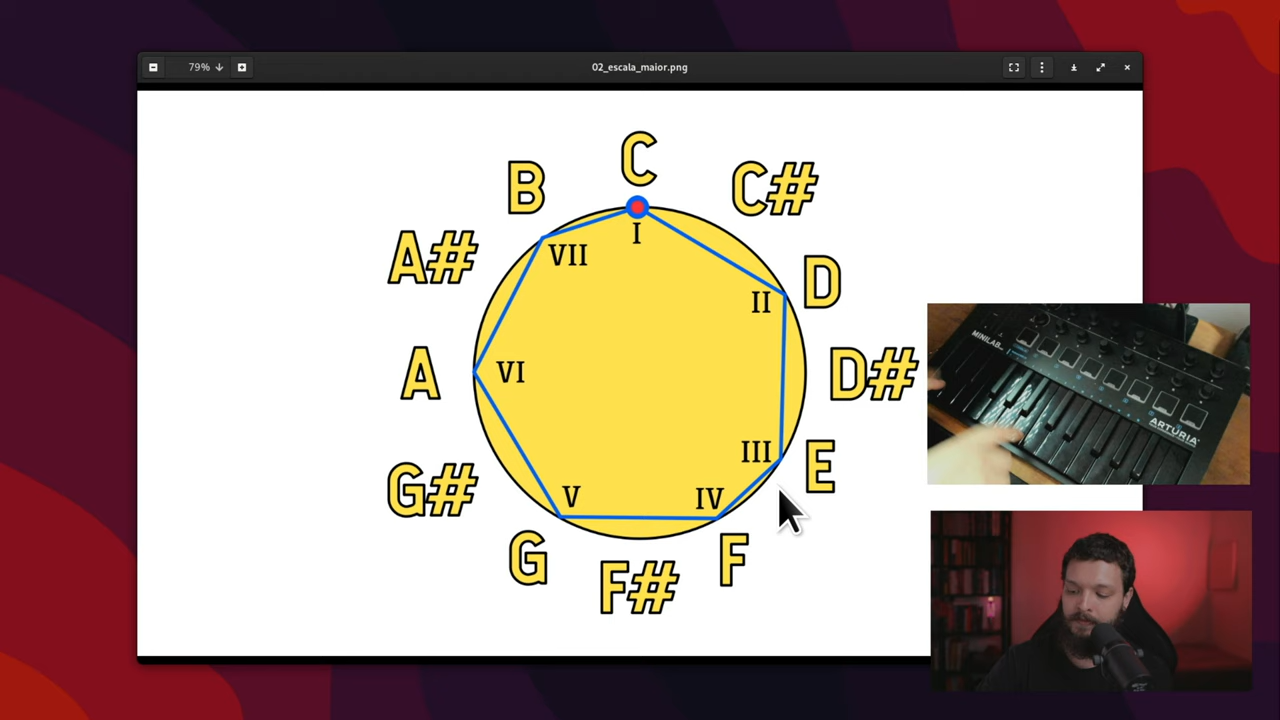 79%
02_escala_maior.png
C
B
C#
A#
I
VII
D
II
A
VI
D#
III
E
G#
V
IV
G
F
F#
MINILAB
ARTURIA